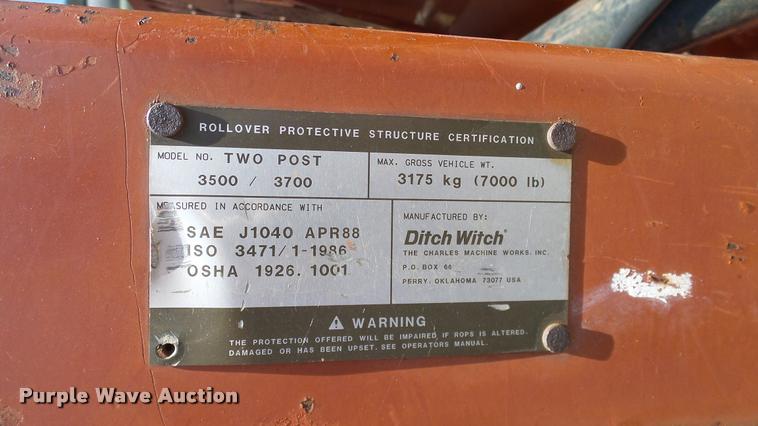 ROLLOVER PROTECTIVE STRUCTURE CERTIFICATION
MODEL NO. TWO POST
3500 / 3700
MAX. GROSS VEHICLE WT.
3175 kg (7000 lb)
MEASURED IN ACCORDANCE WITH
SAE J1040 APR88
ISO 3471/1-1986
OSHA 1926.1001
MANUFACTURED BY:
Ditch Witch®
THE CHARLES MACHINE WORKS, INC.
P.O. BOX 66
PERRY, OKLAHOMA 73077 USA
WARNING
THE PROTECTION OFFERED WILL BE IMPAIRED IF ROPS IS ALTERED.
DAMAGED OR HAS BEEN UPSET. SEE OPERATORS MANUAL.
Purple Wave Auction